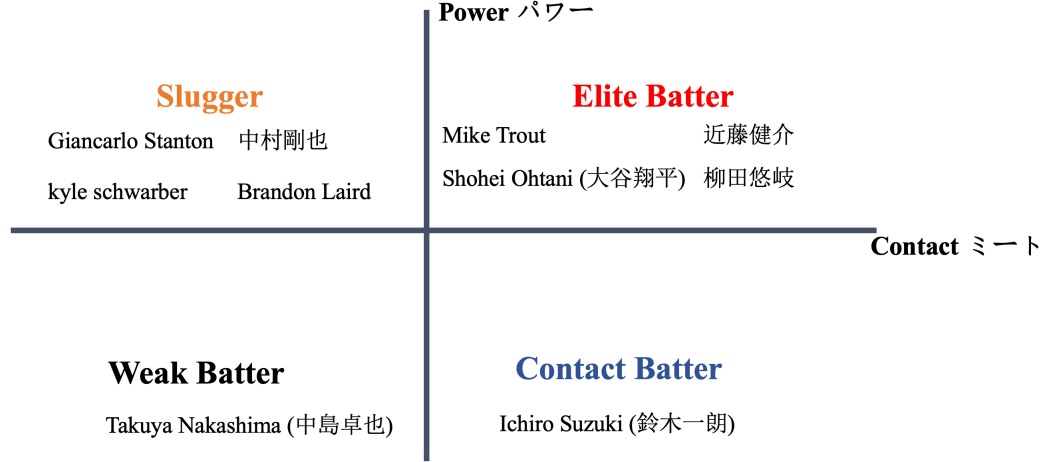 Power パワー
Slugger
Giancarlo Stanton 中村剛也
kyle schwarber Brandon Laird
Elite Batter
Mike Trout 近藤健介
Shohei Ohtani (大谷翔平) 柳田悠岐
Contact ミート
Weak Batter
Takuya Nakashima (中島卓也)
Contact Batter
Ichiro Suzuki (鈴木一朗)